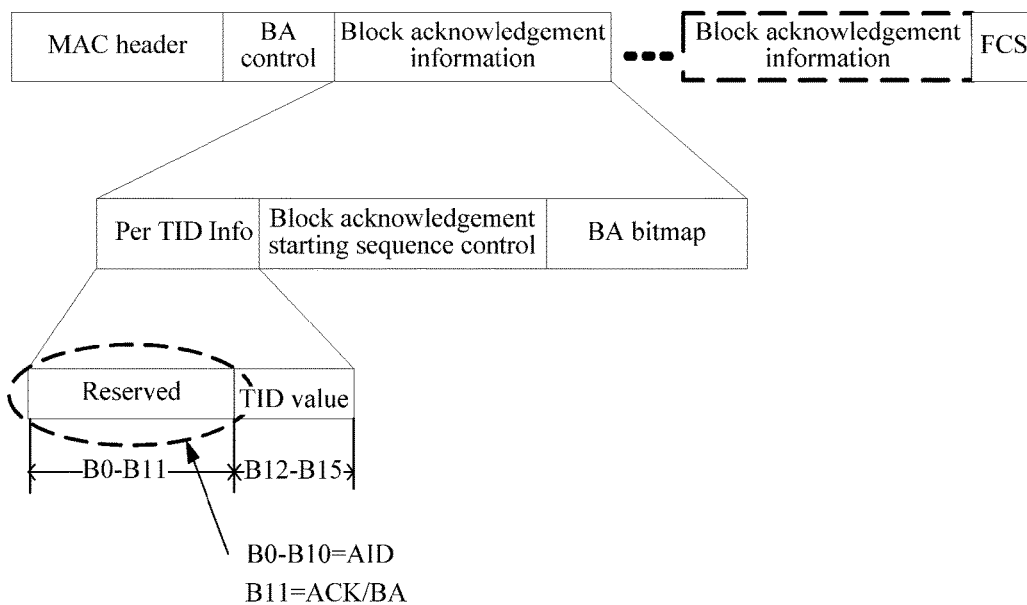 MAC header
BA
control
Block acknowledgement
information
Block acknowledgement
information
FCS
Per TID Info
Block acknowledgement
starting sequence control
BA bitmap
Reserved
TID value
B0-B11
B12-B15
B0-B10=AID
B11=ACK/BA